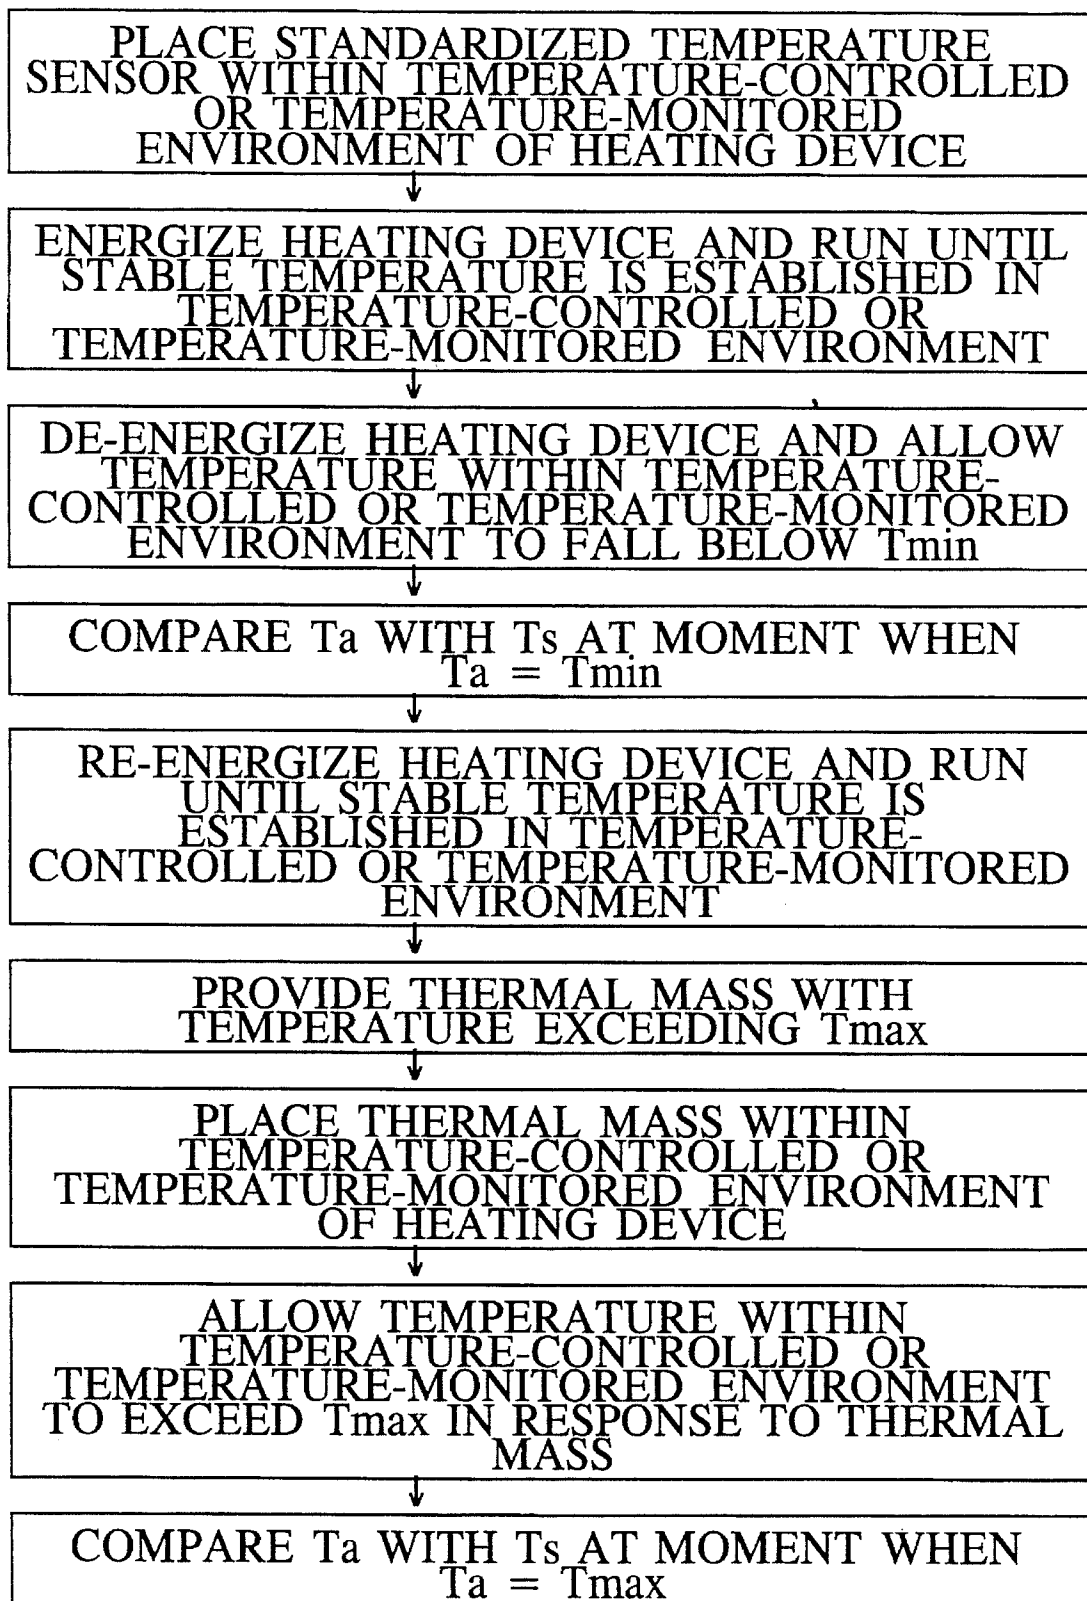 PLACE STANDARDIZED TEMPERATURE
SENSOR WITHIN TEMPERATURE-CONTROLLED
OR TEMPERATURE-MONITORED
ENVIRONMENT OF HEATING DEVICE
ENERGIZE HEATING DEVICE AND RUN UNTIL
STABLE TEMPERATURE IS ESTABLISHED IN
TEMPERATURE-CONTROLLED OR
TEMPERATURE-MONITORED ENVIRONMENT
DE-ENERGIZE HEATING DEVICE AND ALLOW
TEMPERATURE WITHIN TEMPERATURE-
CONTROLLED OR TEMPERATURE-MONITORED
ENVIRONMENT TO FALL BELOW Tmin
COMPARE Ta WITH Ts AT MOMENT WHEN
Ta = Tmin
RE-ENERGIZE HEATING DEVICE AND RUN
UNTIL STABLE TEMPERATURE IS
ESTABLISHED IN TEMPERATURE-
CONTROLLED OR TEMPERATURE-MONITORED
ENVIRONMENT
PROVIDE THERMAL MASS WITH
TEMPERATURE EXCEEDING Tmax
PLACE THERMAL MASS WITHIN
TEMPERATURE-CONTROLLED OR
TEMPERATURE-MONITORED ENVIRONMENT
OF HEATING DEVICE
ALLOW TEMPERATURE WITHIN
TEMPERATURE-CONTROLLED OR
TEMPERATURE-MONITORED ENVIRONMENT
TO EXCEED Tmax IN RESPONSE TO THERMAL
MASS
COMPARE Ta WITH Ts AT MOMENT WHEN
Ta = Tmax